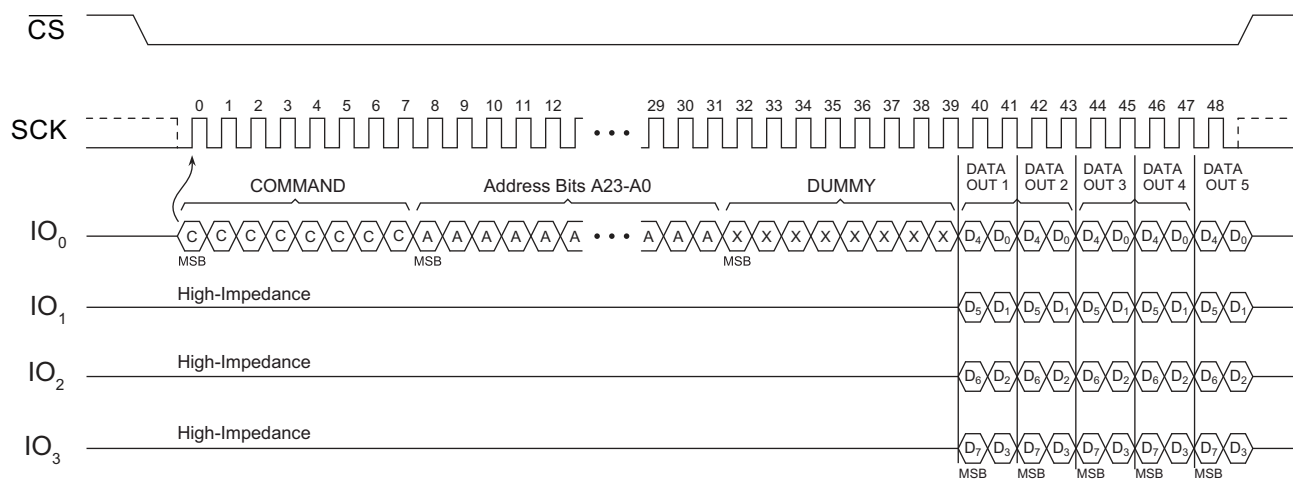 CS
SCK
0 1 2 3 4 5 6 7 8 9 10 11 12 ••• 29 30 31 32 33 34 35 36 37 38 39 40 41 42 43 44 45 46 47 48
COMMAND Address Bits A23-A0 DUMMY
DATA OUT 1 DATA OUT 2 DATA OUT 3 DATA OUT 4 DATA OUT 5
IO0 C C C C C C C C A A A A A A ••• A A A X X X X X X X X D4 D0 D4 D0 D4 D0 D4 D0 D4 D0
MSB MSB MSB
High-Impedance
IO1 D5 D1 D5 D1 D5 D1 D5 D1 D5 D1
High-Impedance
IO2 D6 D2 D6 D2 D6 D2 D6 D2 D6 D2
High-Impedance
IO3 D7 D3 D7 D3 D7 D3 D7 D3 D7 D3
MSB MSB MSB MSB MSB